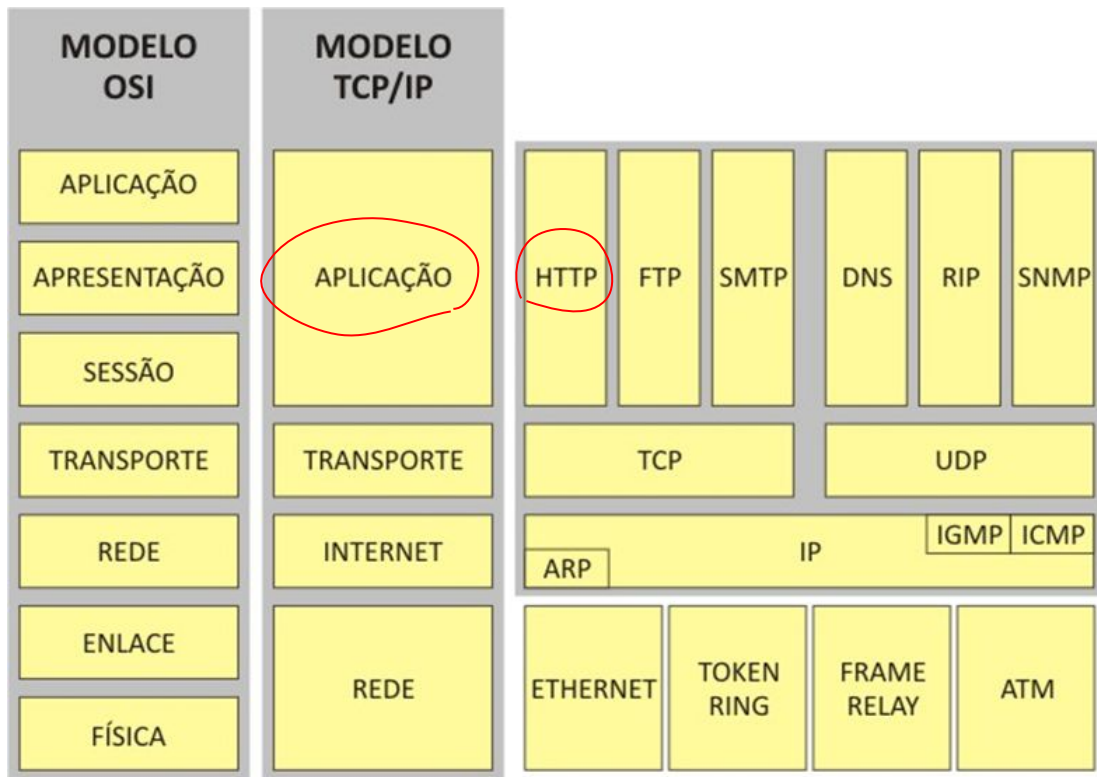 MODELO
OSI
MODELO
TCP/IP
APLICAÇÃO
APRESENTAÇÃO
SESSÃO
TRANSPORTE
REDE
ENLACE
FÍSICA
APLICAÇÃO
TRANSPORTE
INTERNET
REDE
HTTP
FTP
SMTP
DNS
RIP
SNMP
TCP
UDP
ARP
IP
IGMP
ICMP
ETHERNET
TOKEN
RING
FRAME
RELAY
ATM